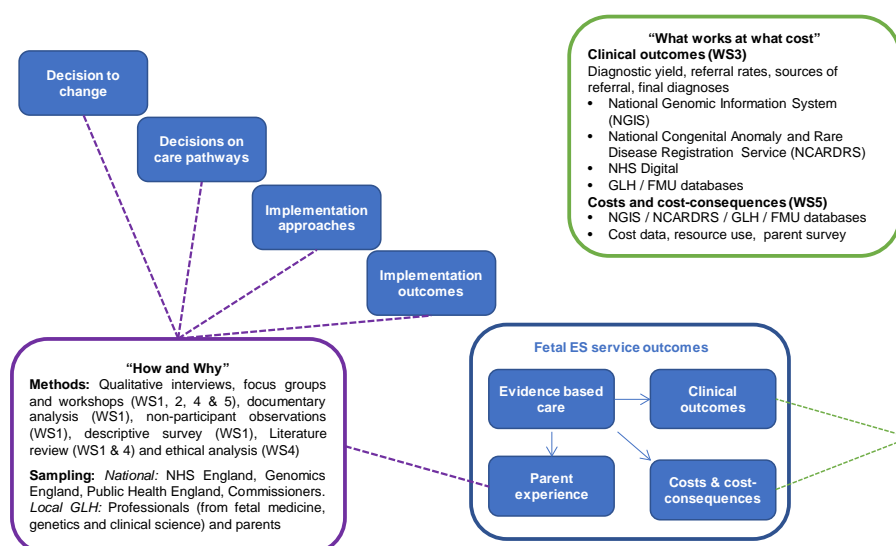 Decision to
change
Decisions on
care pathways
Implementation
approaches
Implementation
outcomes
“What works at what cost”
Clinical outcomes (WS3)
Diagnostic yield, referral rates, sources of
referral, final diagnoses
• National Genomic Information System
(NGIS)
• National Congenital Anomaly and Rare
Disease Registration Service (NCARDRS)
• NHS Digital
• GLH / FMU databases
Costs and cost-consequences (WS5)
• NGIS / NCARDRS / GLH / FMU databases
• Cost data, resource use, parent survey
“How and Why”
Methods: Qualitative interviews, focus groups
and workshops (WS1, 2, 4 & 5), documentary
analysis (WS1), non-participant observations
(WS1), descriptive survey (WS1), Literature
review (WS1 & 4) and ethical analysis (WS4)
Sampling: National: NHS England, Genomics
England, Public Health England, Commissioners.
Local GLH: Professionals (from fetal medicine,
genetics and clinical science) and parents
Fetal ES service outcomes
Evidence based
care
Clinical
outcomes
Parent
experience
Costs & cost-
consequences